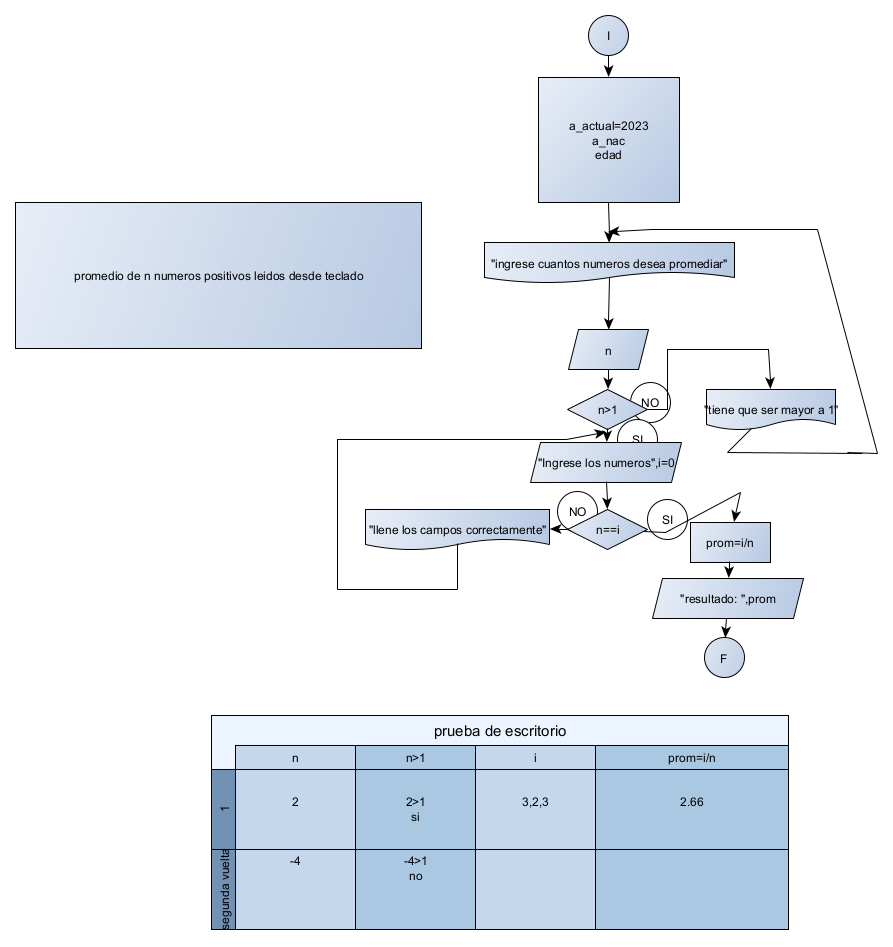 I
a_actual=2023
a_nac
edad
promedio de n numeros positivos leidos desde teclado
"ingrese cuantos numeros desea promediar"
n
n>1
NO
"tiene que ser mayor a 1"
SI
"Ingrese los numeros",i=0
NO
SI
"llene los campos correctamente"
n==i
prom=i/n
"resultado: ",prom
F
prueba de escritorio
n
n>1
i
prom=i/n
1
2
2>1
si
3,2,3
2.66
segunda vuelta
-4
-4>1
no